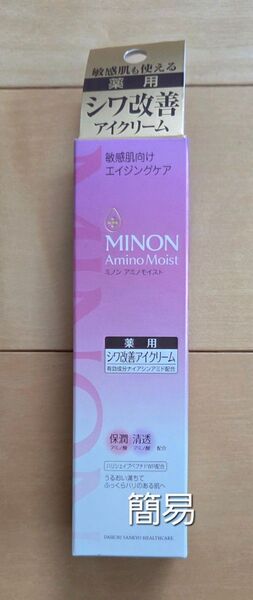 敏感肌も使える
薬用
シワ改善
アイクリーム
敏感肌向け
エイジングケア
MINON
Amino Moist
ミノン アミノモイスト
薬用
シワ改善アイクリーム
有効成分ナイアシンアミド配合
保潤 清透
アミノ酸 アミノ酸 配合
うるおい満ちて
ふっくらハリのある肌へ
簡易
DAIICHI SANKYO HEALTHCARE
MINON